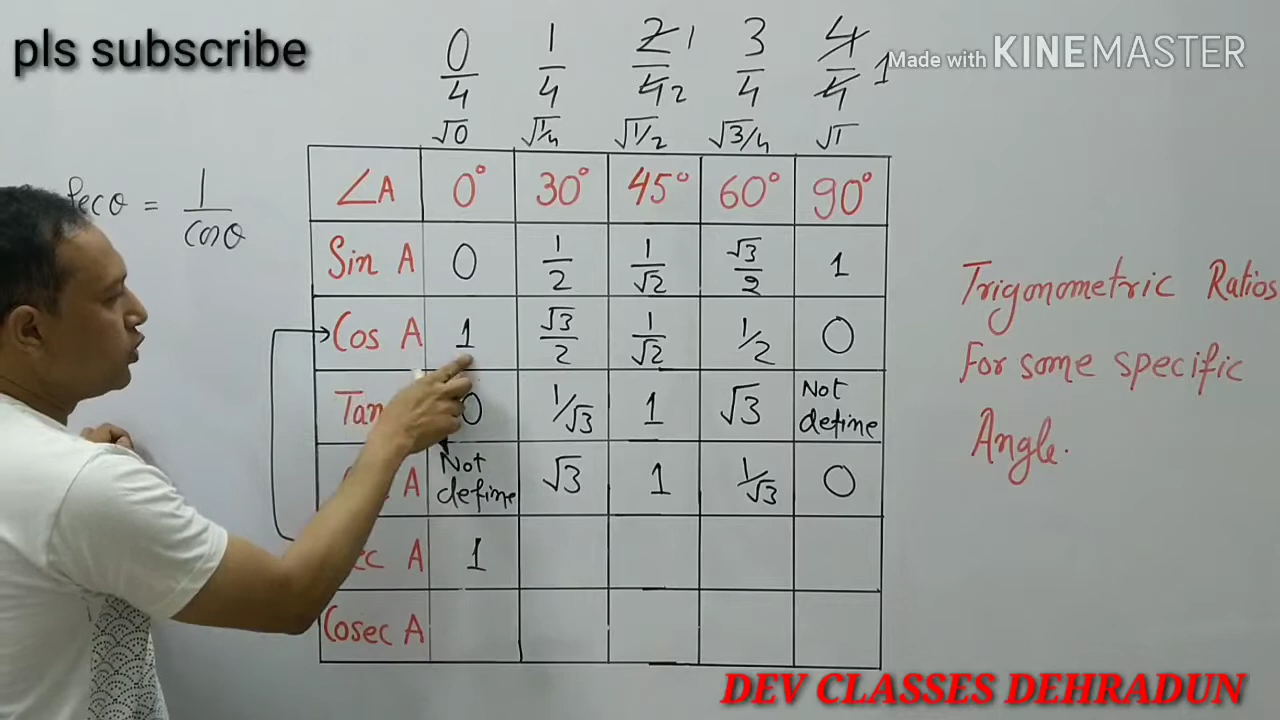 pls subscribe
Made with KINEMASTER
0/4 1/4 2/4 1 2 3/4 4/4 1
√0 √1/4 √1/2 √3/4 √1
Secθ = 1/cosθ
∠A 0° 30° 45° 60° 90°
Sin A 0 1/2 1/√2 √3/2 1
Cos A 1 √3/2 1/√2 1/2 0
Tan 0 1/√3 1 √3 Not define
A Not define √3 1 1/√3 0
ec A 1
Cosec A
Trigonometric Ratios
For some specific
Angle.
DEV CLASSES DEHRADUN